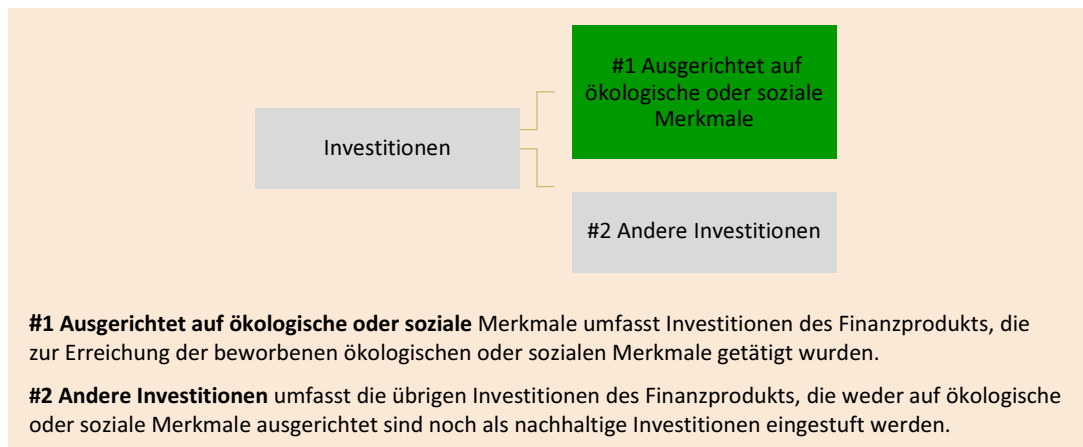 #1 Ausgerichtet auf
ökologische oder soziale
Merkmale
Investitionen
#2 Andere Investitionen
#1 Ausgerichtet auf ökologische oder soziale Merkmale umfasst Investitionen des Finanzprodukts, die
zur Erreichung der beworbenen ökologischen oder sozialen Merkmale getätigt wurden.
#2 Andere Investitionen umfasst die übrigen Investitionen des Finanzprodukts, die weder auf ökologische
oder soziale Merkmale ausgerichtet sind noch als nachhaltige Investitionen eingestuft werden.